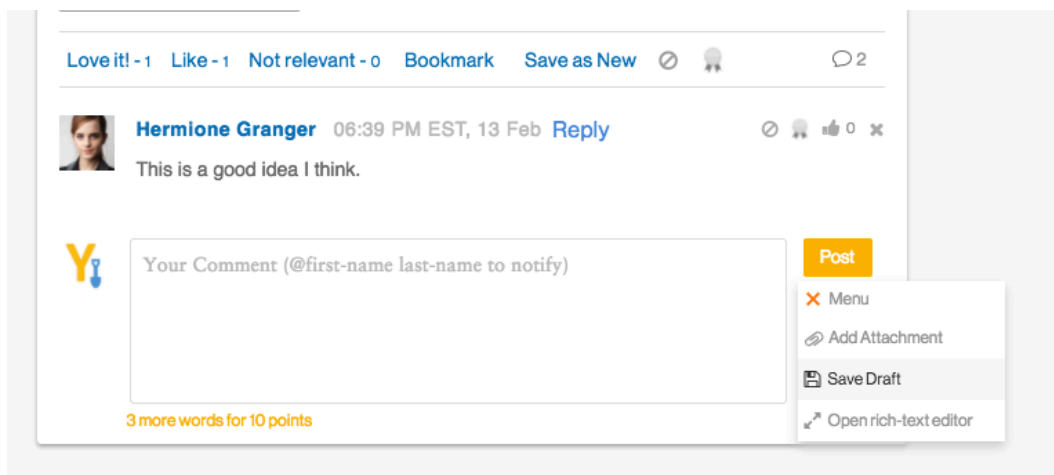 Love it! - 1 Like - 1 Not relevant - 0 Bookmark Save as New 2
Hermione Granger 06:39 PM EST, 13 Feb Reply 0
This is a good idea I think.
Y
Your Comment (@first-name last-name to notify)
Post
Menu
Add Attachment
Save Draft
3 more words for 10 points
Open rich-text editor